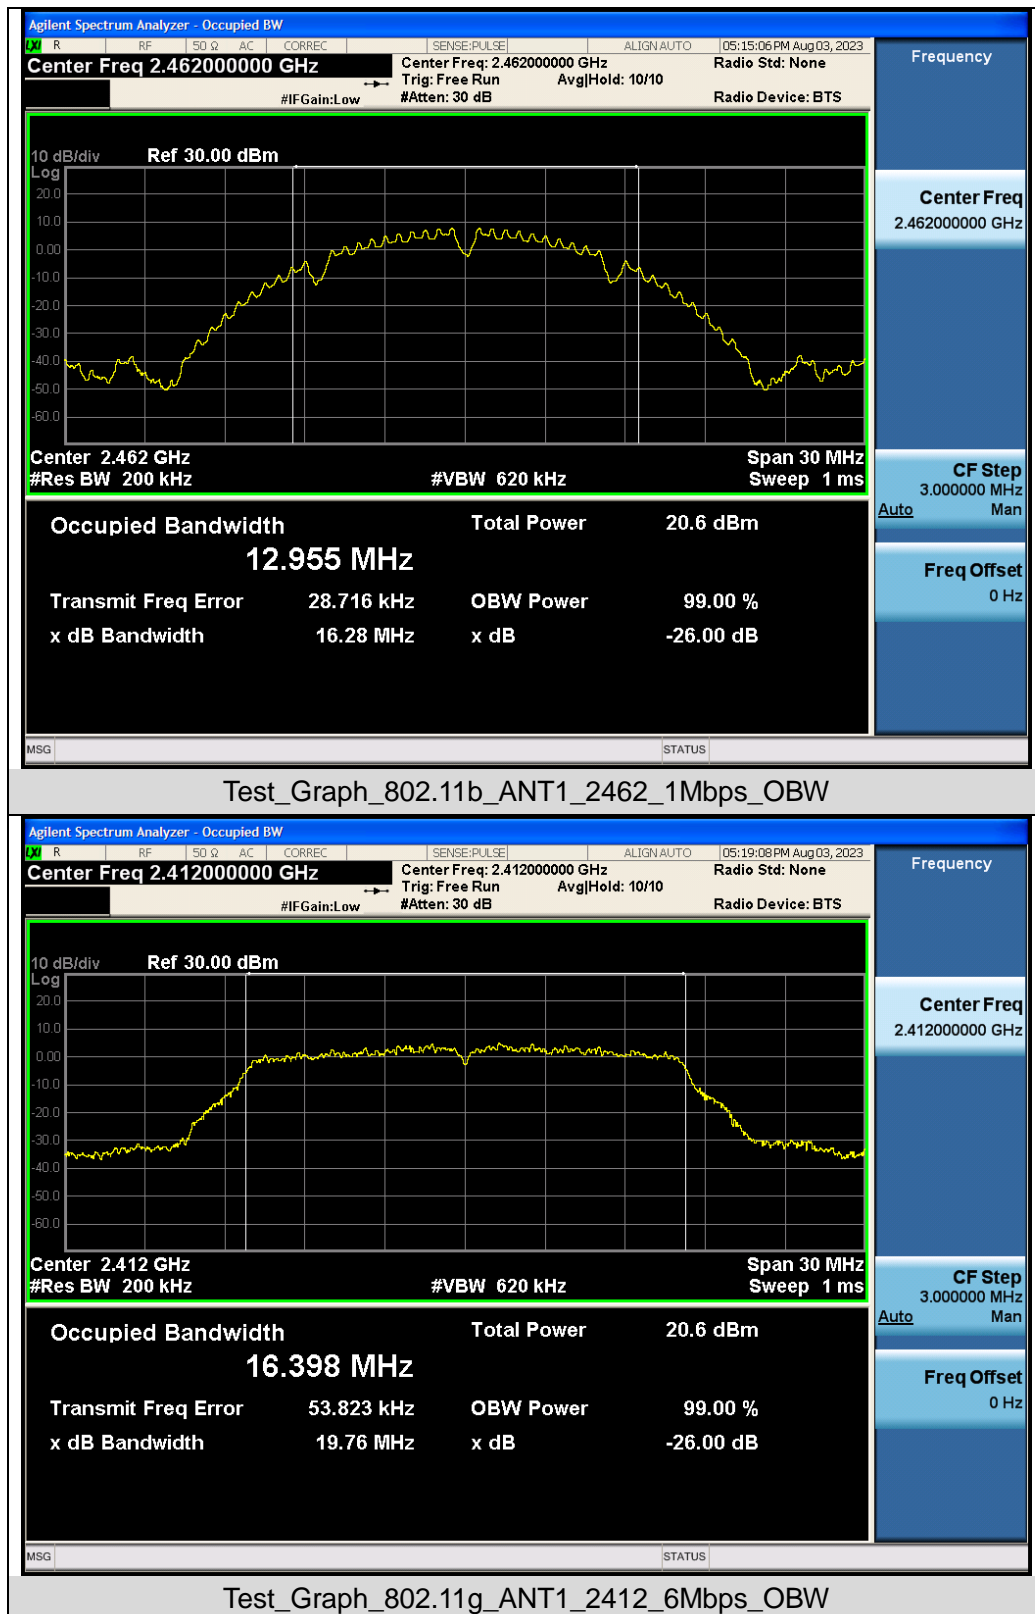 Agilent Spectrum Analyzer - Occupied BW
LXI R RF 50 Ω AC CORREC SENSE:PULSE ALIGN AUTO 05:15:06 PM Aug 03, 2023
Center Freq 2.462000000 GHz
Center Freq: 2.462000000 GHz
Radio Std: None
Trig: Free Run Avg|Hold: 10/10
#IFGain:Low
#Atten: 30 dB
Radio Device: BTS
Frequency
10 dB/div Ref 30.00 dBm
Log
20.0
10.0
0.00
-10.0
-20.0
-30.0
-40.0
-50.0
-60.0
Center 2.462 GHz Span 30 MHz
#Res BW 200 kHz #VBW 620 kHz Sweep 1 ms
Center Freq
2.462000000 GHz
CF Step
3.000000 MHz
Auto Man
Freq Offset
0 Hz
Occupied Bandwidth Total Power 20.6 dBm
12.955 MHz
Transmit Freq Error 28.716 kHz OBW Power 99.00 %
x dB Bandwidth 16.28 MHz x dB -26.00 dB
MSG STATUS
Test_Graph_802.11b_ANT1_2462_1Mbps_OBW
Agilent Spectrum Analyzer - Occupied BW
LXI R RF 50 Ω AC CORREC SENSE:PULSE ALIGN AUTO 05:19:08 PM Aug 03, 2023
Center Freq 2.412000000 GHz
Center Freq: 2.412000000 GHz
Radio Std: None
Trig: Free Run Avg|Hold: 10/10
#IFGain:Low
#Atten: 30 dB
Radio Device: BTS
Frequency
10 dB/div Ref 30.00 dBm
Log
20.0
10.0
0.00
-10.0
-20.0
-30.0
-40.0
-50.0
-60.0
Center 2.412 GHz Span 30 MHz
#Res BW 200 kHz #VBW 620 kHz Sweep 1 ms
Center Freq
2.412000000 GHz
CF Step
3.000000 MHz
Auto Man
Freq Offset
0 Hz
Occupied Bandwidth Total Power 20.6 dBm
16.398 MHz
Transmit Freq Error 53.823 kHz OBW Power 99.00 %
x dB Bandwidth 19.76 MHz x dB -26.00 dB
MSG STATUS
Test_Graph_802.11g_ANT1_2412_6Mbps_OBW